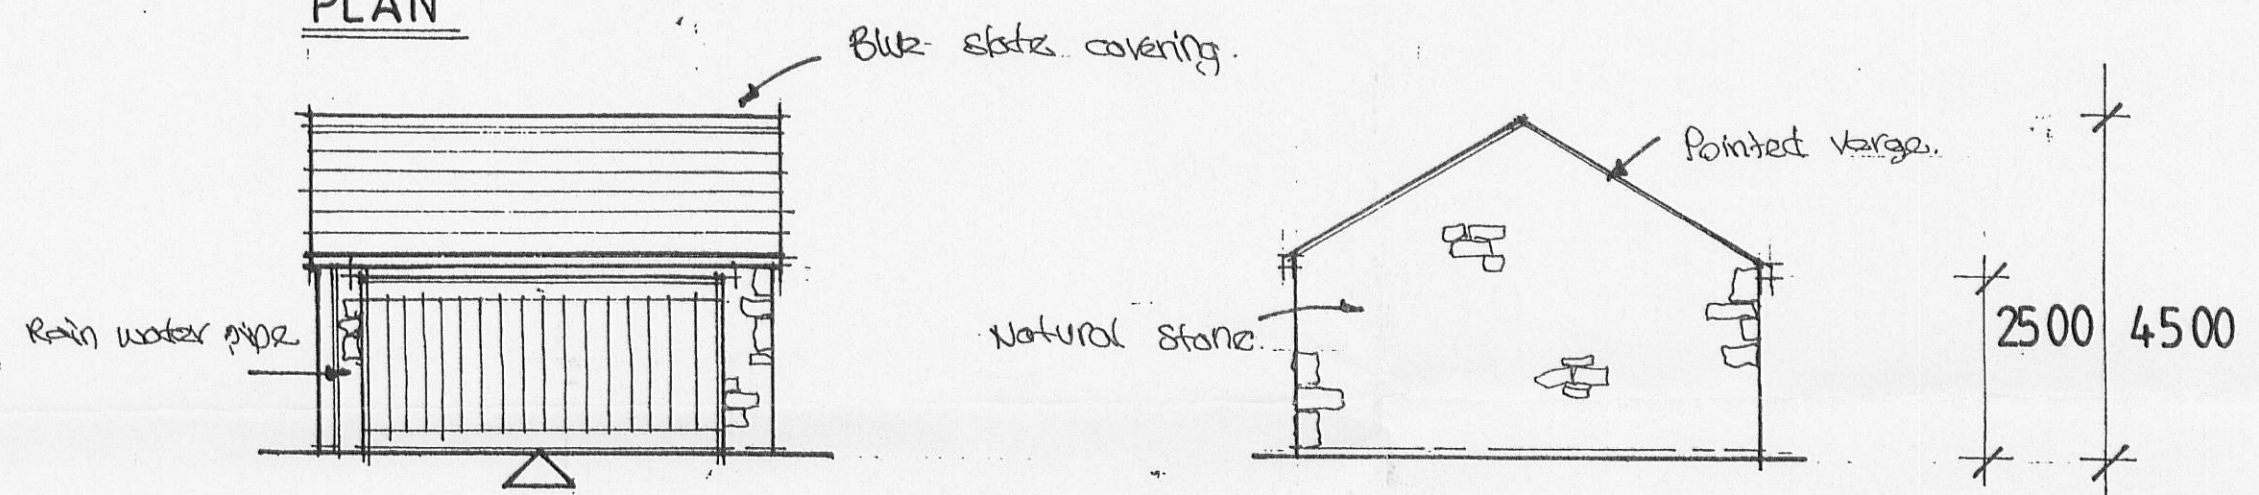 PLAN
Blue slate covering.
Pointed verge.
Rain water pipe
Natural stone.
2500
4500